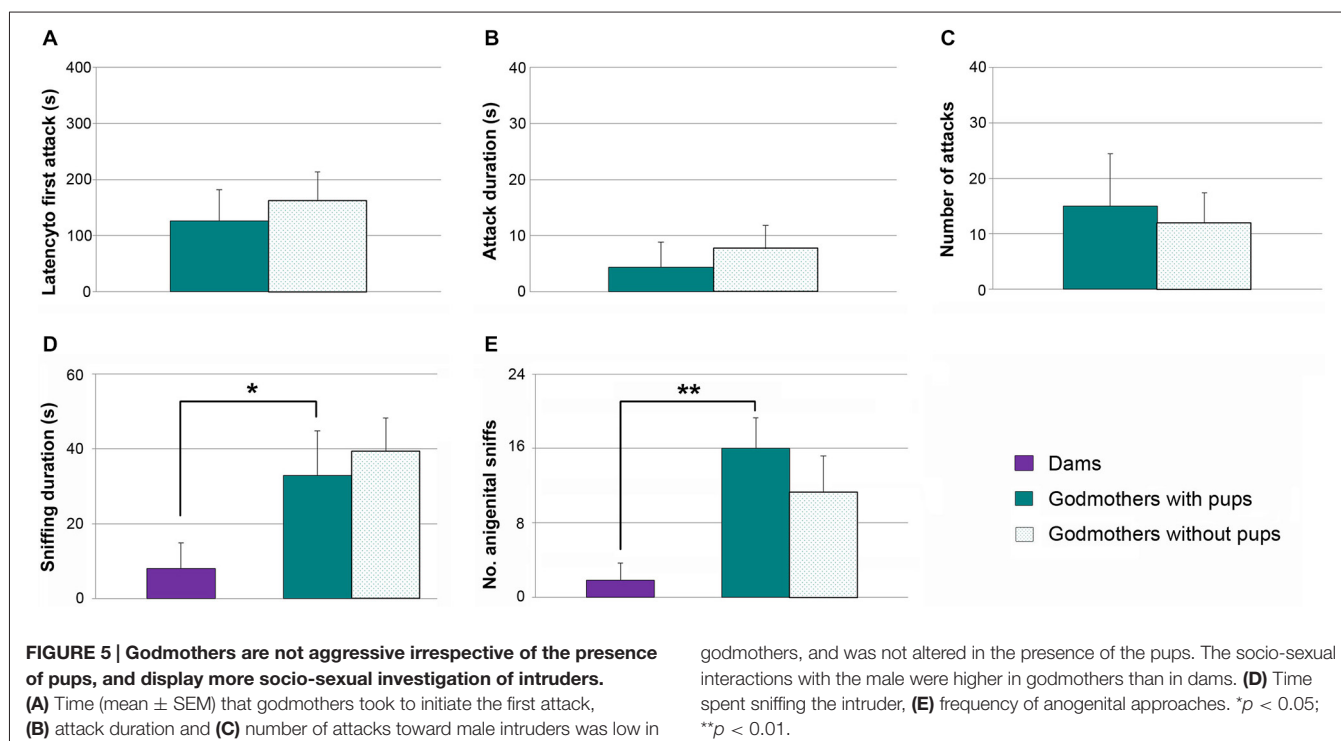 A
Latencyto first attack (s)
400
300
200
100
0
B
Attack duration (s)
40
30
20
10
0
C
Number of attacks
40
30
20
10
0
D
Sniffing duration (s)
60
40
20
0
*
E
No. anigenital sniffs
24
16
8
0
**
Dams
Godmothers with pups
Godmothers without pups
FIGURE 5 | Godmothers are not aggressive irrespective of the presence
of pups, and display more socio-sexual investigation of intruders.
(A) Time (mean ± SEM) that godmothers took to initiate the first attack,
(B) attack duration and (C) number of attacks toward male intruders was low in
godmothers, and was not altered in the presence of the pups. The socio-sexual
interactions with the male were higher in godmothers than in dams. (D) Time
spent sniffing the intruder, (E) frequency of anogenital approaches. *p < 0.05;
**p < 0.01.